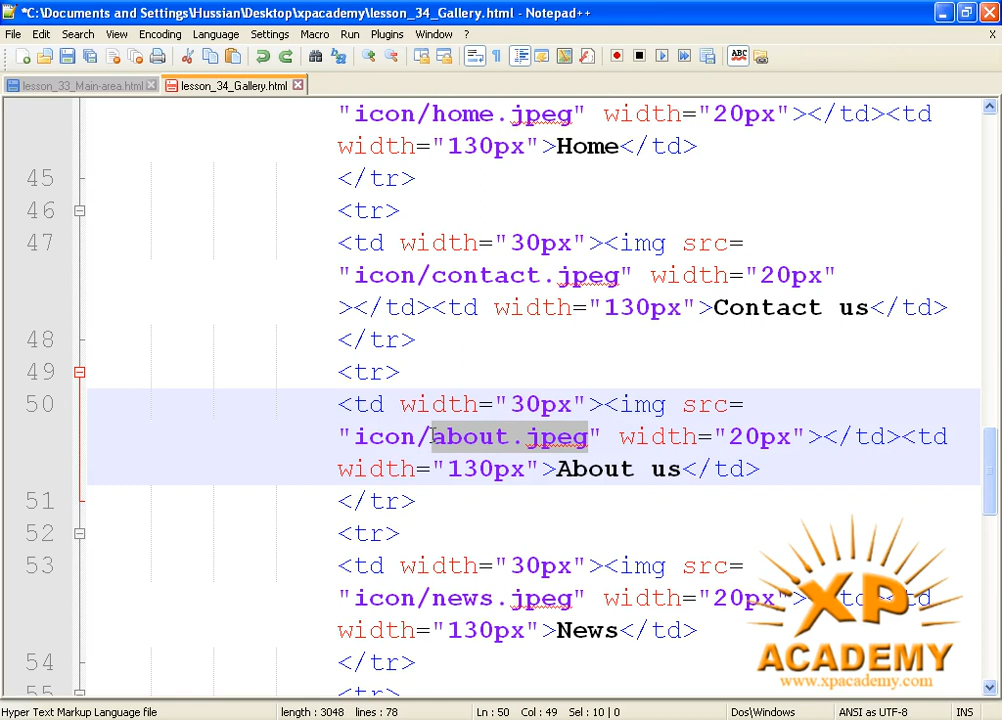 *C:\Documents and Settings\Hussian\Desktop\xpacademy\lesson_34_Gallery.html - Notepad++
File Edit Search View Encoding Language Settings Macro Run Plugins Window ? X
lesson_33_Main-area.html lesson_34_Gallery.html
"icon/home.jpeg" width="20px"></td><td
width="130px">Home</td>
45 </tr>
46 <tr>
47 <td width="30px"><img src=
"icon/contact.jpeg" width="20px"
></td><td width="130px">Contact us</td>
48 </tr>
49 <tr>
50 <td width="30px"><img src=
"icon/about.jpeg" width="20px"></td><td
width="130px">About us</td>
51 </tr>
52 <tr>
53 <td width="30px"><img src=
"icon/news.jpeg" width="20px"></td><td
width="130px">News</td>
54 </tr>
55 <tr>
XP
ACADEMY
www.xpacademy.com
Hyper Text Markup Language file length : 3048 lines : 78 Ln : 50 Col : 49 Sel : 10 | 0 Dos\Windows ANSI as UTF-8 INS